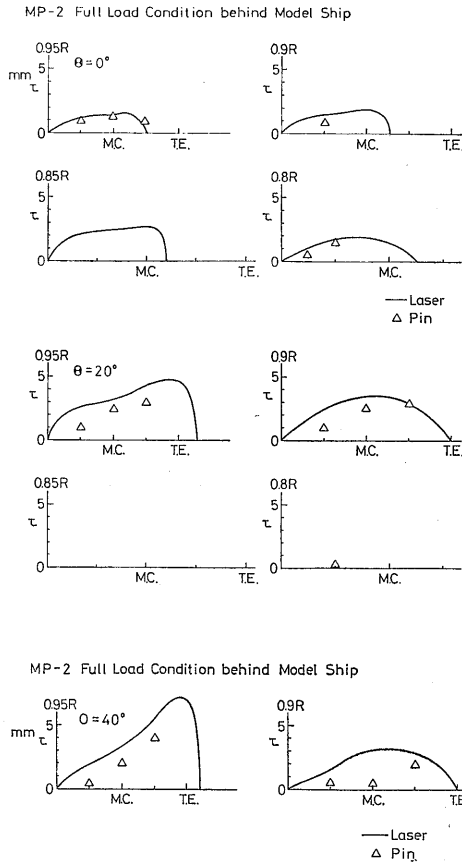 MP-2 Full Load Condition behind Model Ship
0.95R
0.9R
mm
5
θ=0°
τ
0
M.C.
T.E.
5
τ
0
M.C.
T.E.
0.85R
0.8R
5
τ
0
M.C.
T.E.
5
τ
0
M.C.
— Laser
△ Pin
0.95R
0.9R
5
θ=20°
τ
0
M.C.
T.E.
5
τ
0
M.C.
T.E.
0.85R
0.8R
5
τ
0
M.C.
T.E.
5
τ
0
M.C.
MP-2 Full Load Condition behind Model Ship
0.95R
0.9R
mm
5
O=40°
τ
0
M.C.
T.E.
5
τ
0
M.C.
T.E
— Laser
△ Pin